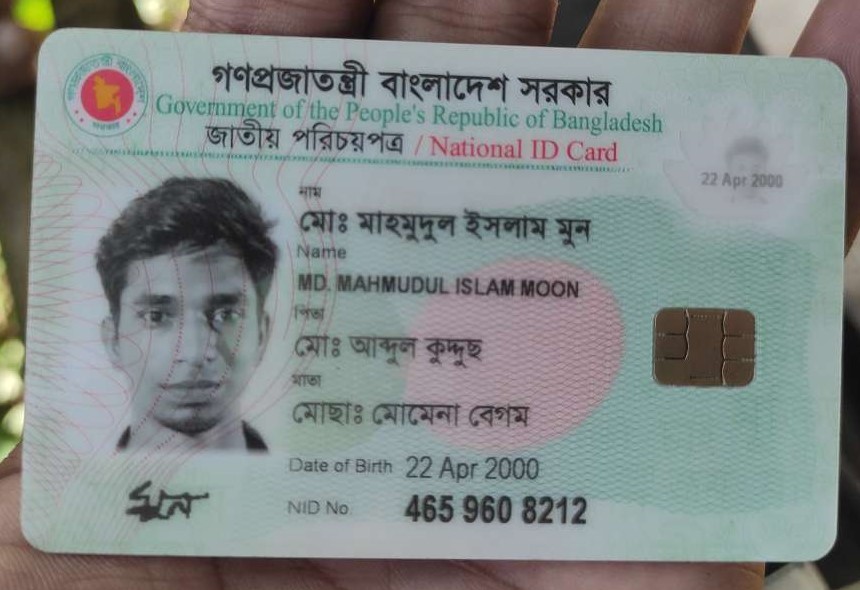 গণপ্রজাতন্ত্রী বাংলাদেশ সরকার
Government of the People's Republic of Bangladesh
জাতীয় পরিচয়পত্র / National ID Card
22 Apr 2000
নাম
মোঃ মাহমুদুল ইসলাম মুন
Name
MD. MAHMUDUL ISLAM MOON
পিতা
মোঃ আব্দুল কুদ্দুছ
মাতা
মোছাঃ মোমেনা বেগম
Date of Birth 22 Apr 2000
মুন
NID No. 465 960 8212